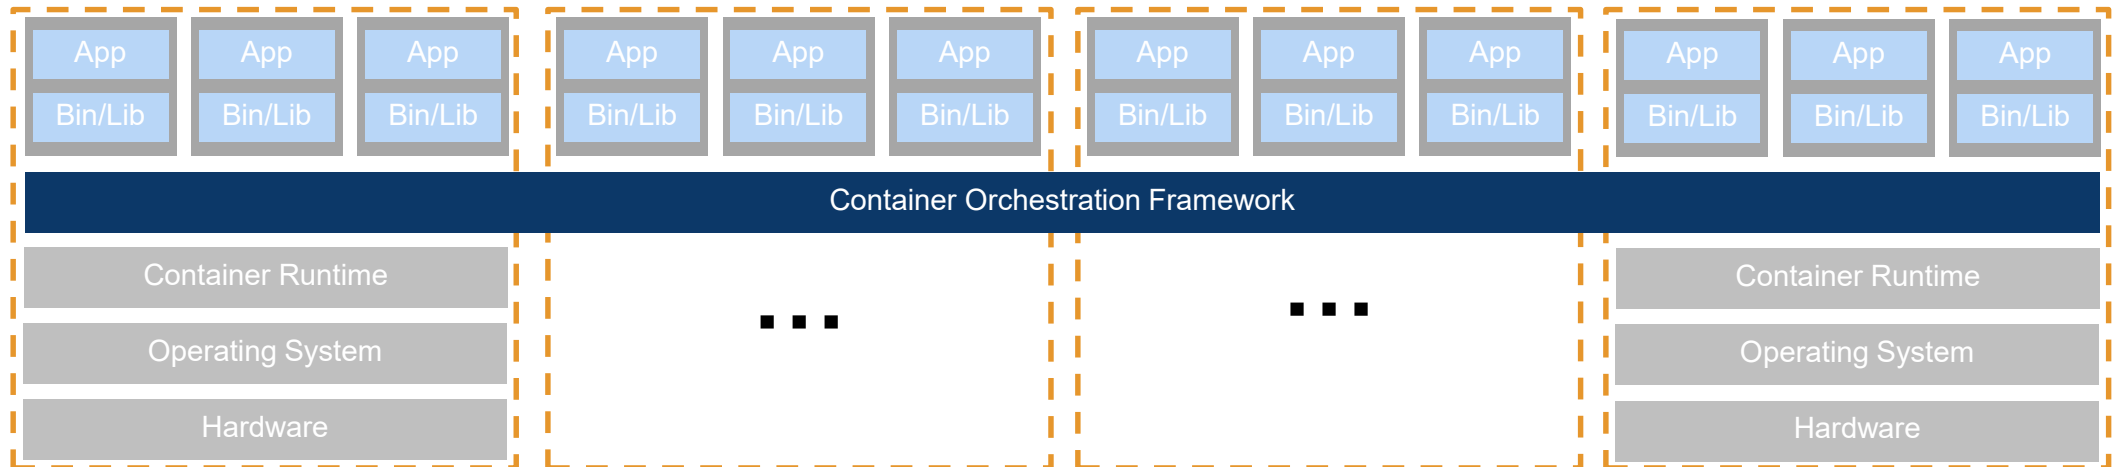 App
App
App
App
App
App
App
App
App
App
App
App
Bin/Lib
Bin/Lib
Bin/Lib
Bin/Lib
Bin/Lib
Bin/Lib
Bin/Lib
Bin/Lib
Bin/Lib
Bin/Lib
Bin/Lib
Bin/Lib
Container Orchestration Framework
Container Runtime
Container Runtime
...
...
Operating System
Operating System
Hardware
Hardware